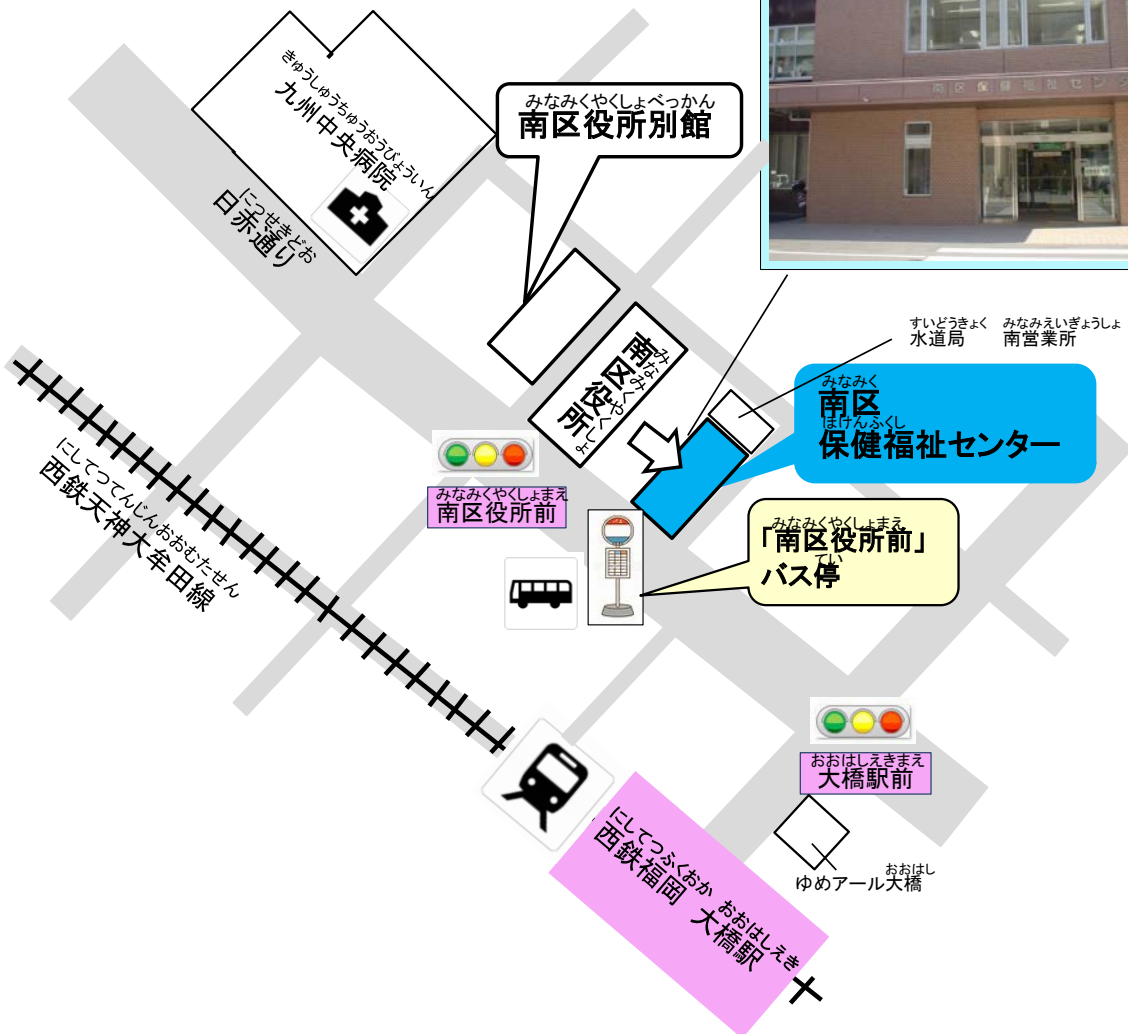 きゅうしゅうちゅうおうびょういん
九州中央病院
にっせきどお
日赤通り
みなみくやくしょべっかん
南区役所別館
南区保健福祉センタ
みなみくやくしょ
南区役所
すいどうきょく　みなみえいぎょうしょ
水道局　南営業所
みなみく
南区
ほけんふくし
保健福祉センター
みなみくやくしょまえ
南区役所前
みなみくやくしょまえ
「南区役所前」
てい
バス停
にしてつてんじんおおむたせん
西鉄天神大牟田線
おおはしえきまえ
大橋駅前
おおはし
ゆめアール大橋
にしてつふくおか　おおはしえき
西鉄福岡　大橋駅